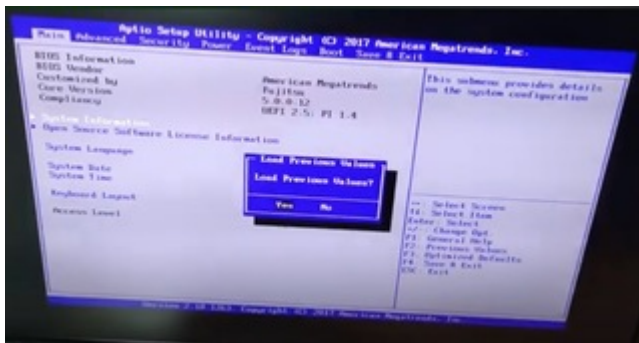 Aptio Setup Utility - Copyright (C) 2017 American Megatrends, Inc.
Main Advanced Security Power Event Logs Boot Save & Exit
BIOS Information
BIOS Vendor American Megatrends
Customized by Fujitsu
Core Version 5.0.0.12
Compliancy UEFI 2.5; PI 1.4
System Information
Open Source Software License Information
System Language
System Date
System Time
Keyboard Layout
Access Level
Load Previous Values
Load Previous Values?
Yes No
This submenu provides details
on the system configuration
: Select Screen
: Select Item
Enter: Select
+/-: Change Opt.
F1: General Help
F2: Previous Values
F3: Optimized Defaults
F4: Save & Exit
ESC: Exit
Version Copyright (C) 2017 American Megatrends, Inc.